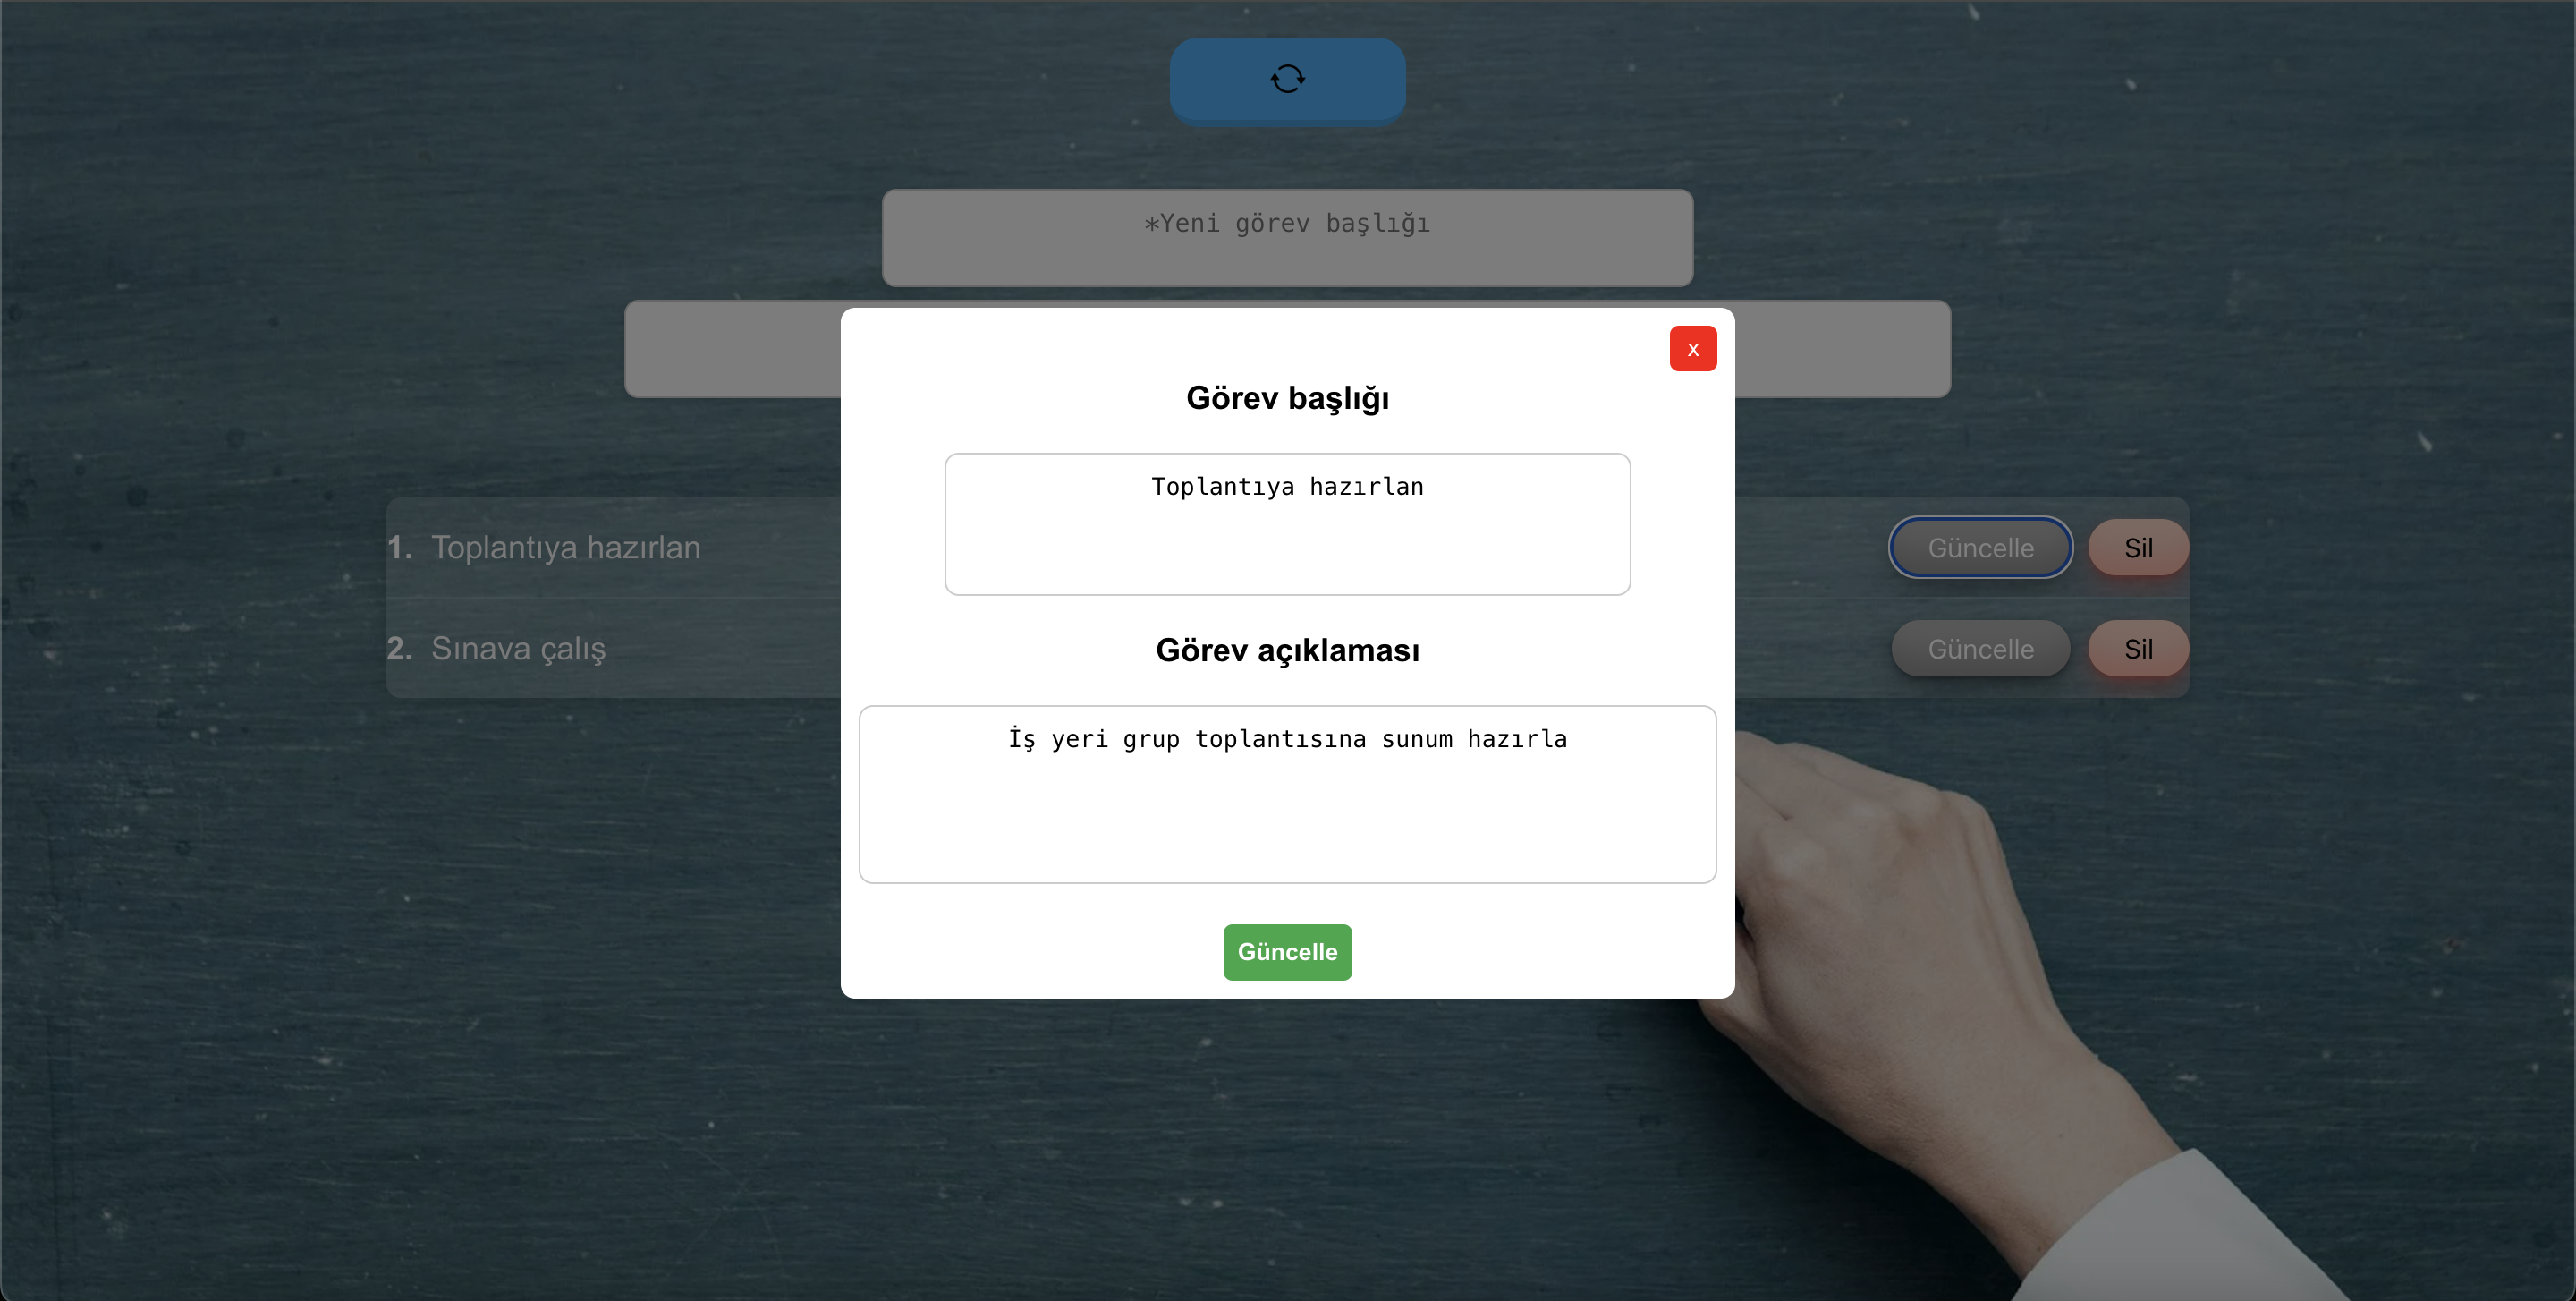 *Yeni görev başlığı
x
Görev başlığı
Toplantıya hazırlan
1. Toplantıya hazırlan
Güncelle
Sil
2. Sınava çalış
Güncelle
Sil
Görev açıklaması
İş yeri grup toplantısına sunum hazırla
Güncelle